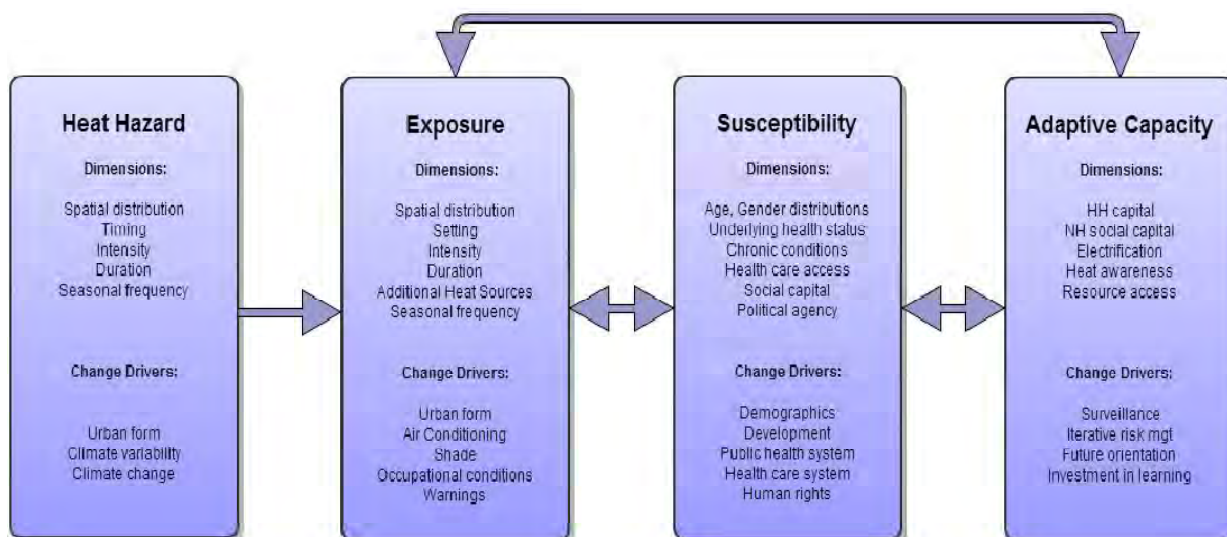 Heat Hazard
Dimensions:
Spatial distribution
Timing
Intensity
Duration
Seasonal frequency
Change Drivers:
Urban form
Climate variability
Climate change
Exposure
Dimensions:
Spatial distribution
Setting
Intensity
Duration
Additional Heat Sources
Seasonal frequency
Change Drivers:
Urban form
Air Conditioning
Shade
Occupational conditions
Warnings
Susceptibility
Dimensions:
Age, Gender distributions
Underlying health status
Chronic conditions
Health care access
Social capital
Political agency
Change Drivers:
Demographics
Development
Public health system
Health care system
Human rights
Adaptive Capacity
Dimensions:
HH capital
NH social capital
Electrification
Heat awareness
Resource access
Change Drivers:
Surveillance
Iterative risk mgt
Future orientation
Investment in learning